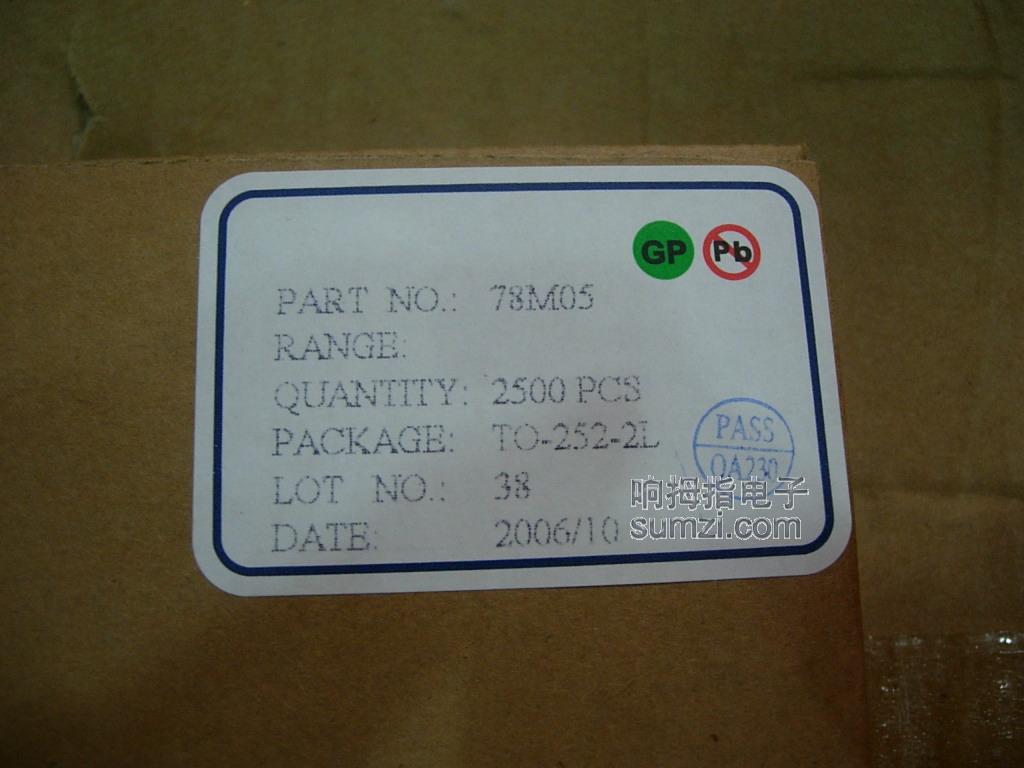 GP Pb
PART NO.: 78M05
RANGE:
QUANTITY: 2500 PCS
PACKAGE: TO-252-2L
PASS
QA230
LOT NO.: 38
DATE: 2006/10
响拇指电子
sumzi.com